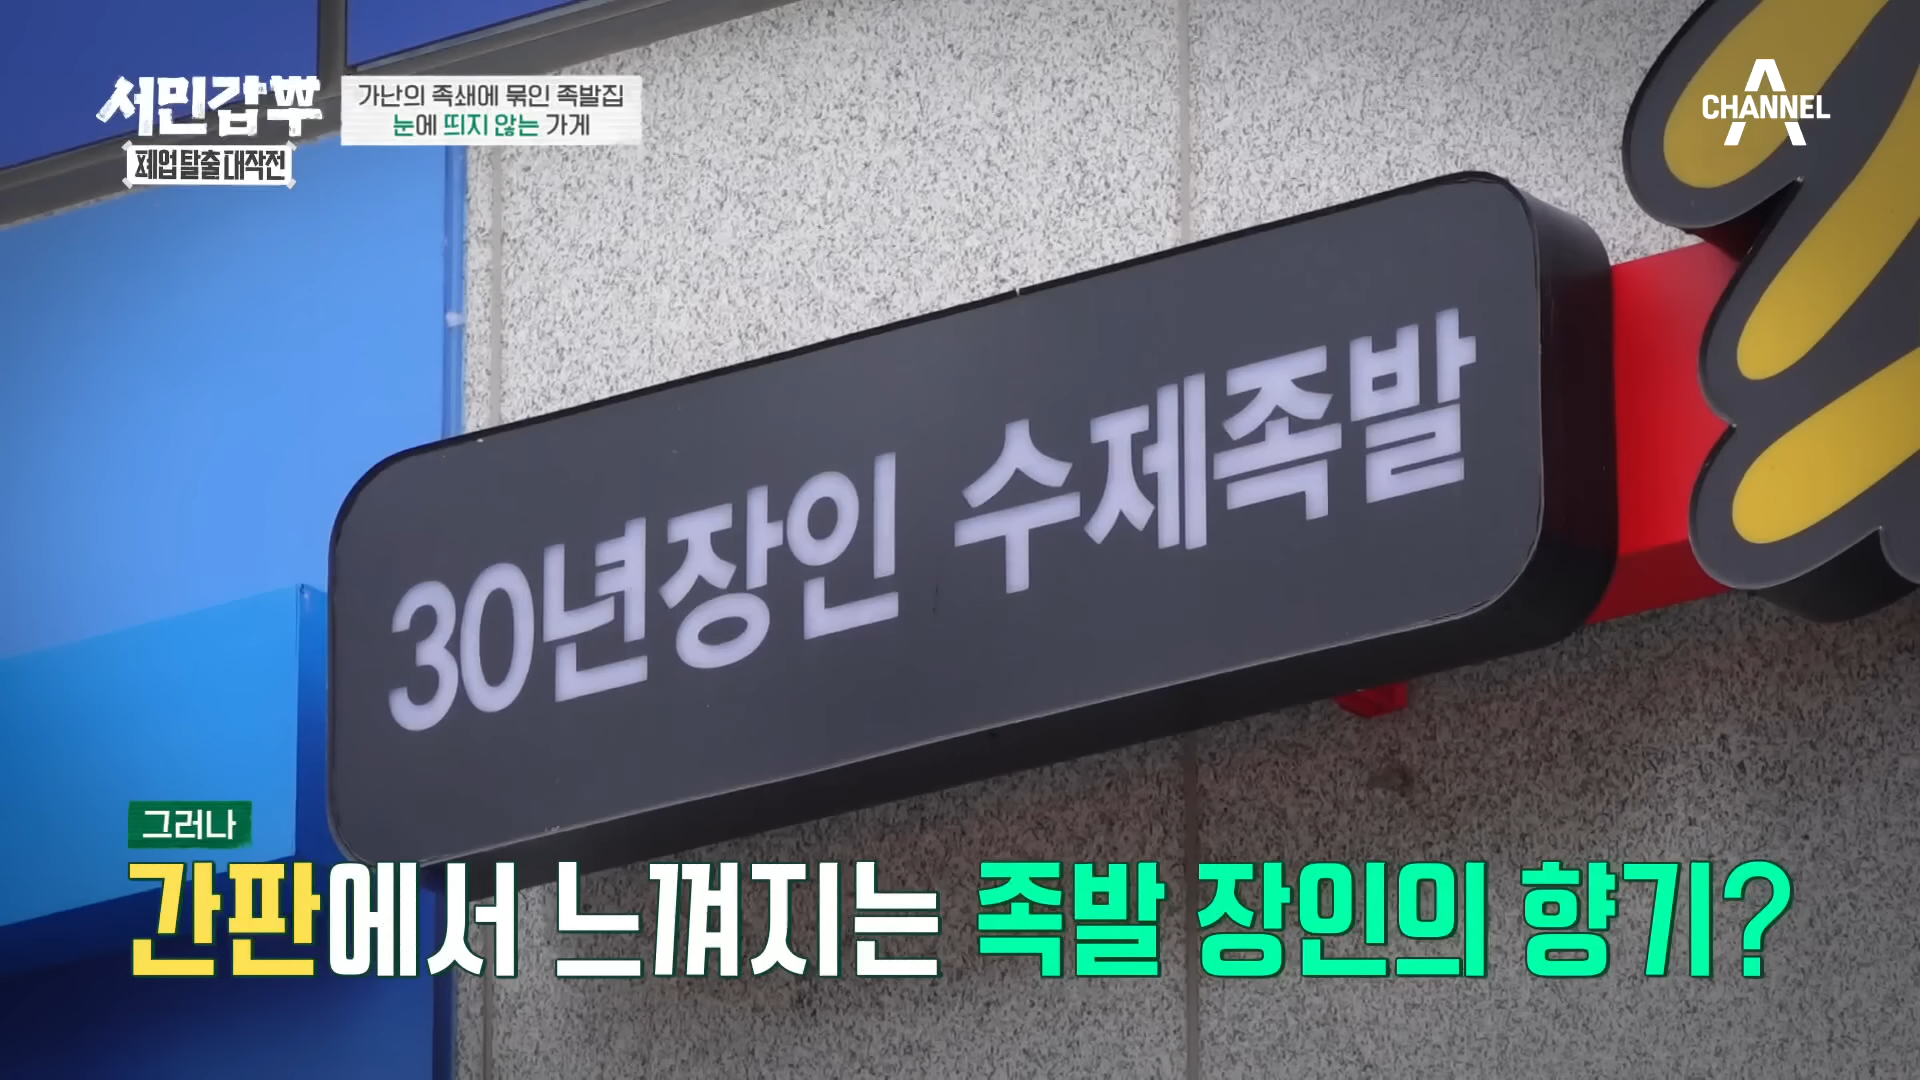 서민갑뿌
폐업 탈출 대작전
가난의 족쇄에 묶인 족발집
눈에 띄지 않는 가게
CHANNEL A
30년장인 수제족발
그러나
간판에서 느껴지는 족발 장인의 향기?